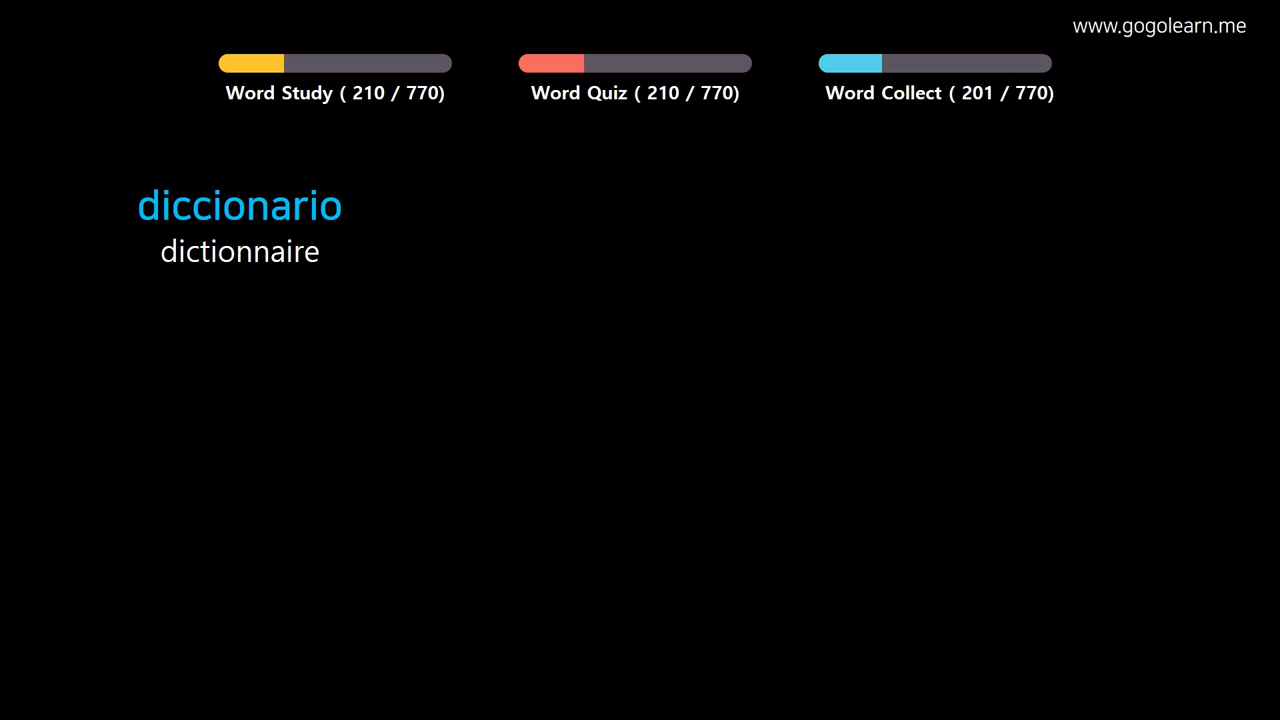 www.gogolearn.me
Word Study ( 210 / 770)
Word Quiz ( 210 / 770)
Word Collect ( 201 / 770)
diccionario
dictionnaire